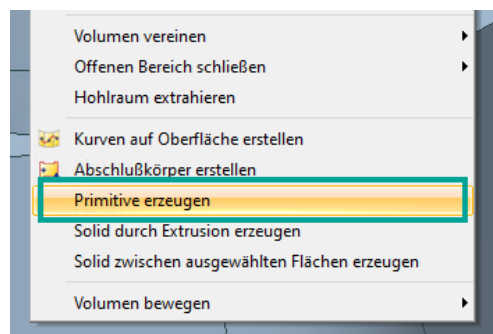 Volumen vereinen
Offenen Bereich schließen
Hohlraum extrahieren
Kurven auf Oberfläche erstellen
Abschlußkörper erstellen
Primitive erzeugen
Solid durch Extrusion erzeugen
Solid zwischen ausgewählten Flächen erzeugen
Volumen bewegen